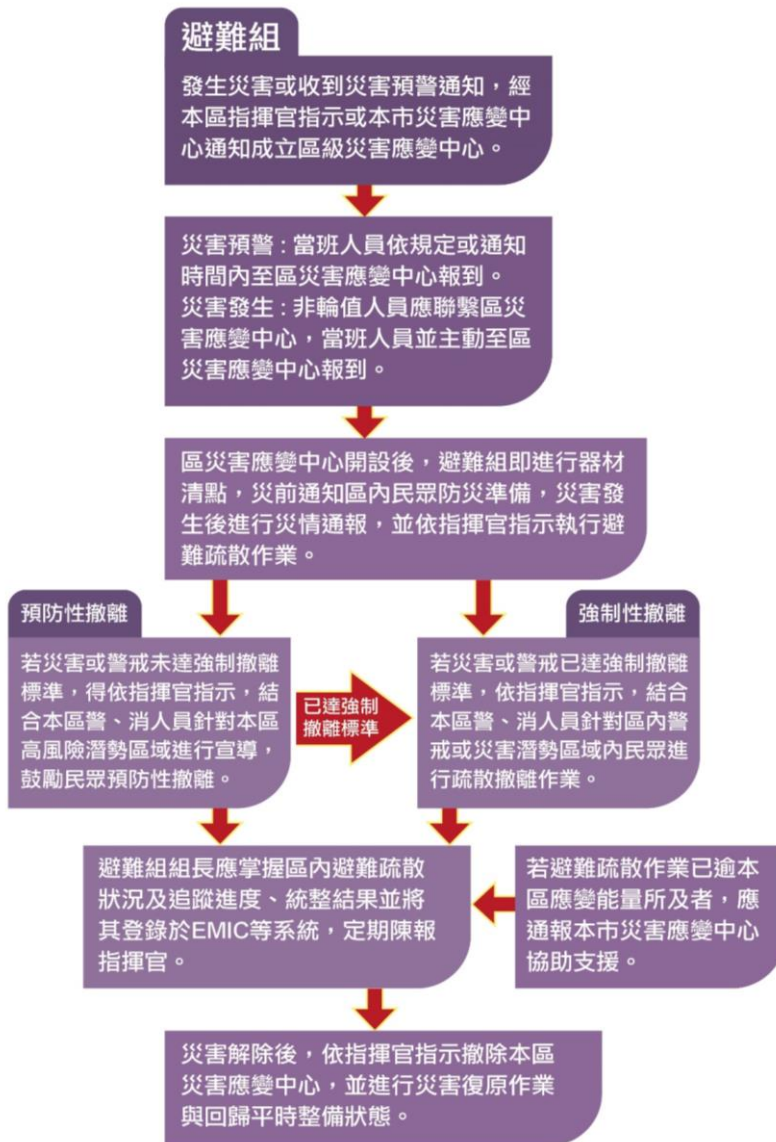 避難組
發生災害或收到災害預警通知，經
本區指揮官指示或本市災害應變中
心通知成立區級災害應變中心。
災害預警：當班人員依規定或通知
時間內至區災害應變中心報到。
災害發生：非輪值人員應聯繫區災
害應變中心，當班人員並主動至區
災害應變中心報到。
區災害應變中心開設後，避難組即進行器材
清點，災前通知區內民眾防災準備，災害發
生後進行災情通報，並依指揮官指示執行避
難疏散作業。
預防性撤離
若災害或警戒未達強制撤離
標準，得依指揮官指示，結
合本區警、消人員針對本區
高風險潛勢區域進行宣導，
鼓勵民眾預防性撤離。
已達強制
撤離標準
強制性撤離
若災害或警戒已達強制撤離
標準，依指揮官指示，結合
本區警、消人員針對區內警
戒或災害潛勢區域內民眾進
行疏散撤離作業。
避難組組長應掌握區內避難疏散
狀況及追蹤進度、統整結果並將
其登錄於EMIC等系統，定期陳報
指揮官。
若避難疏散作業已逾本
區應變能量所及者，應
通報本市災害應變中心
協助支援。
災害解除後，依指揮官指示撤除本區
災害應變中心，並進行災害復原作業
與回歸平時整備狀態。